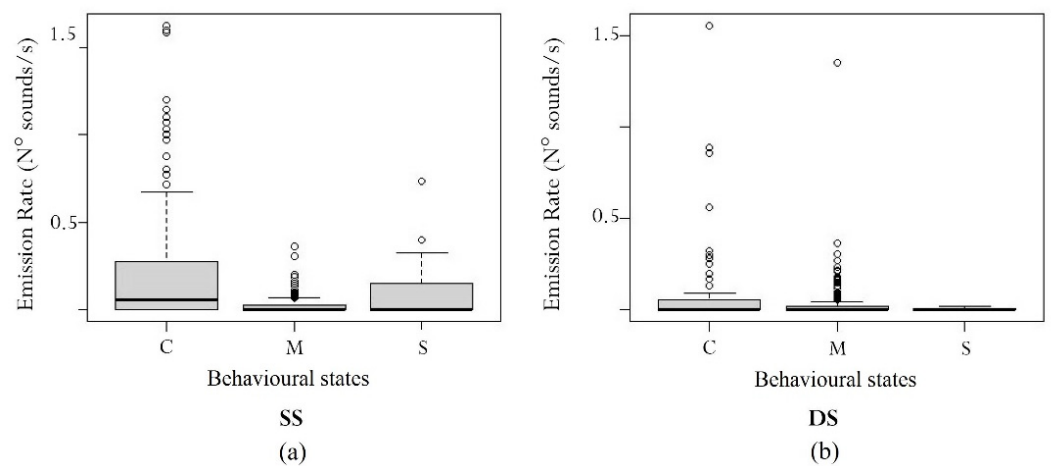 Emission Rate (N° sounds/s)
1.5
0.5
C M S
Behavioural states
SS
(a)
Emission Rate (N° sounds/s)
1.5
0.5
C M S
Behavioural states
DS
(b)